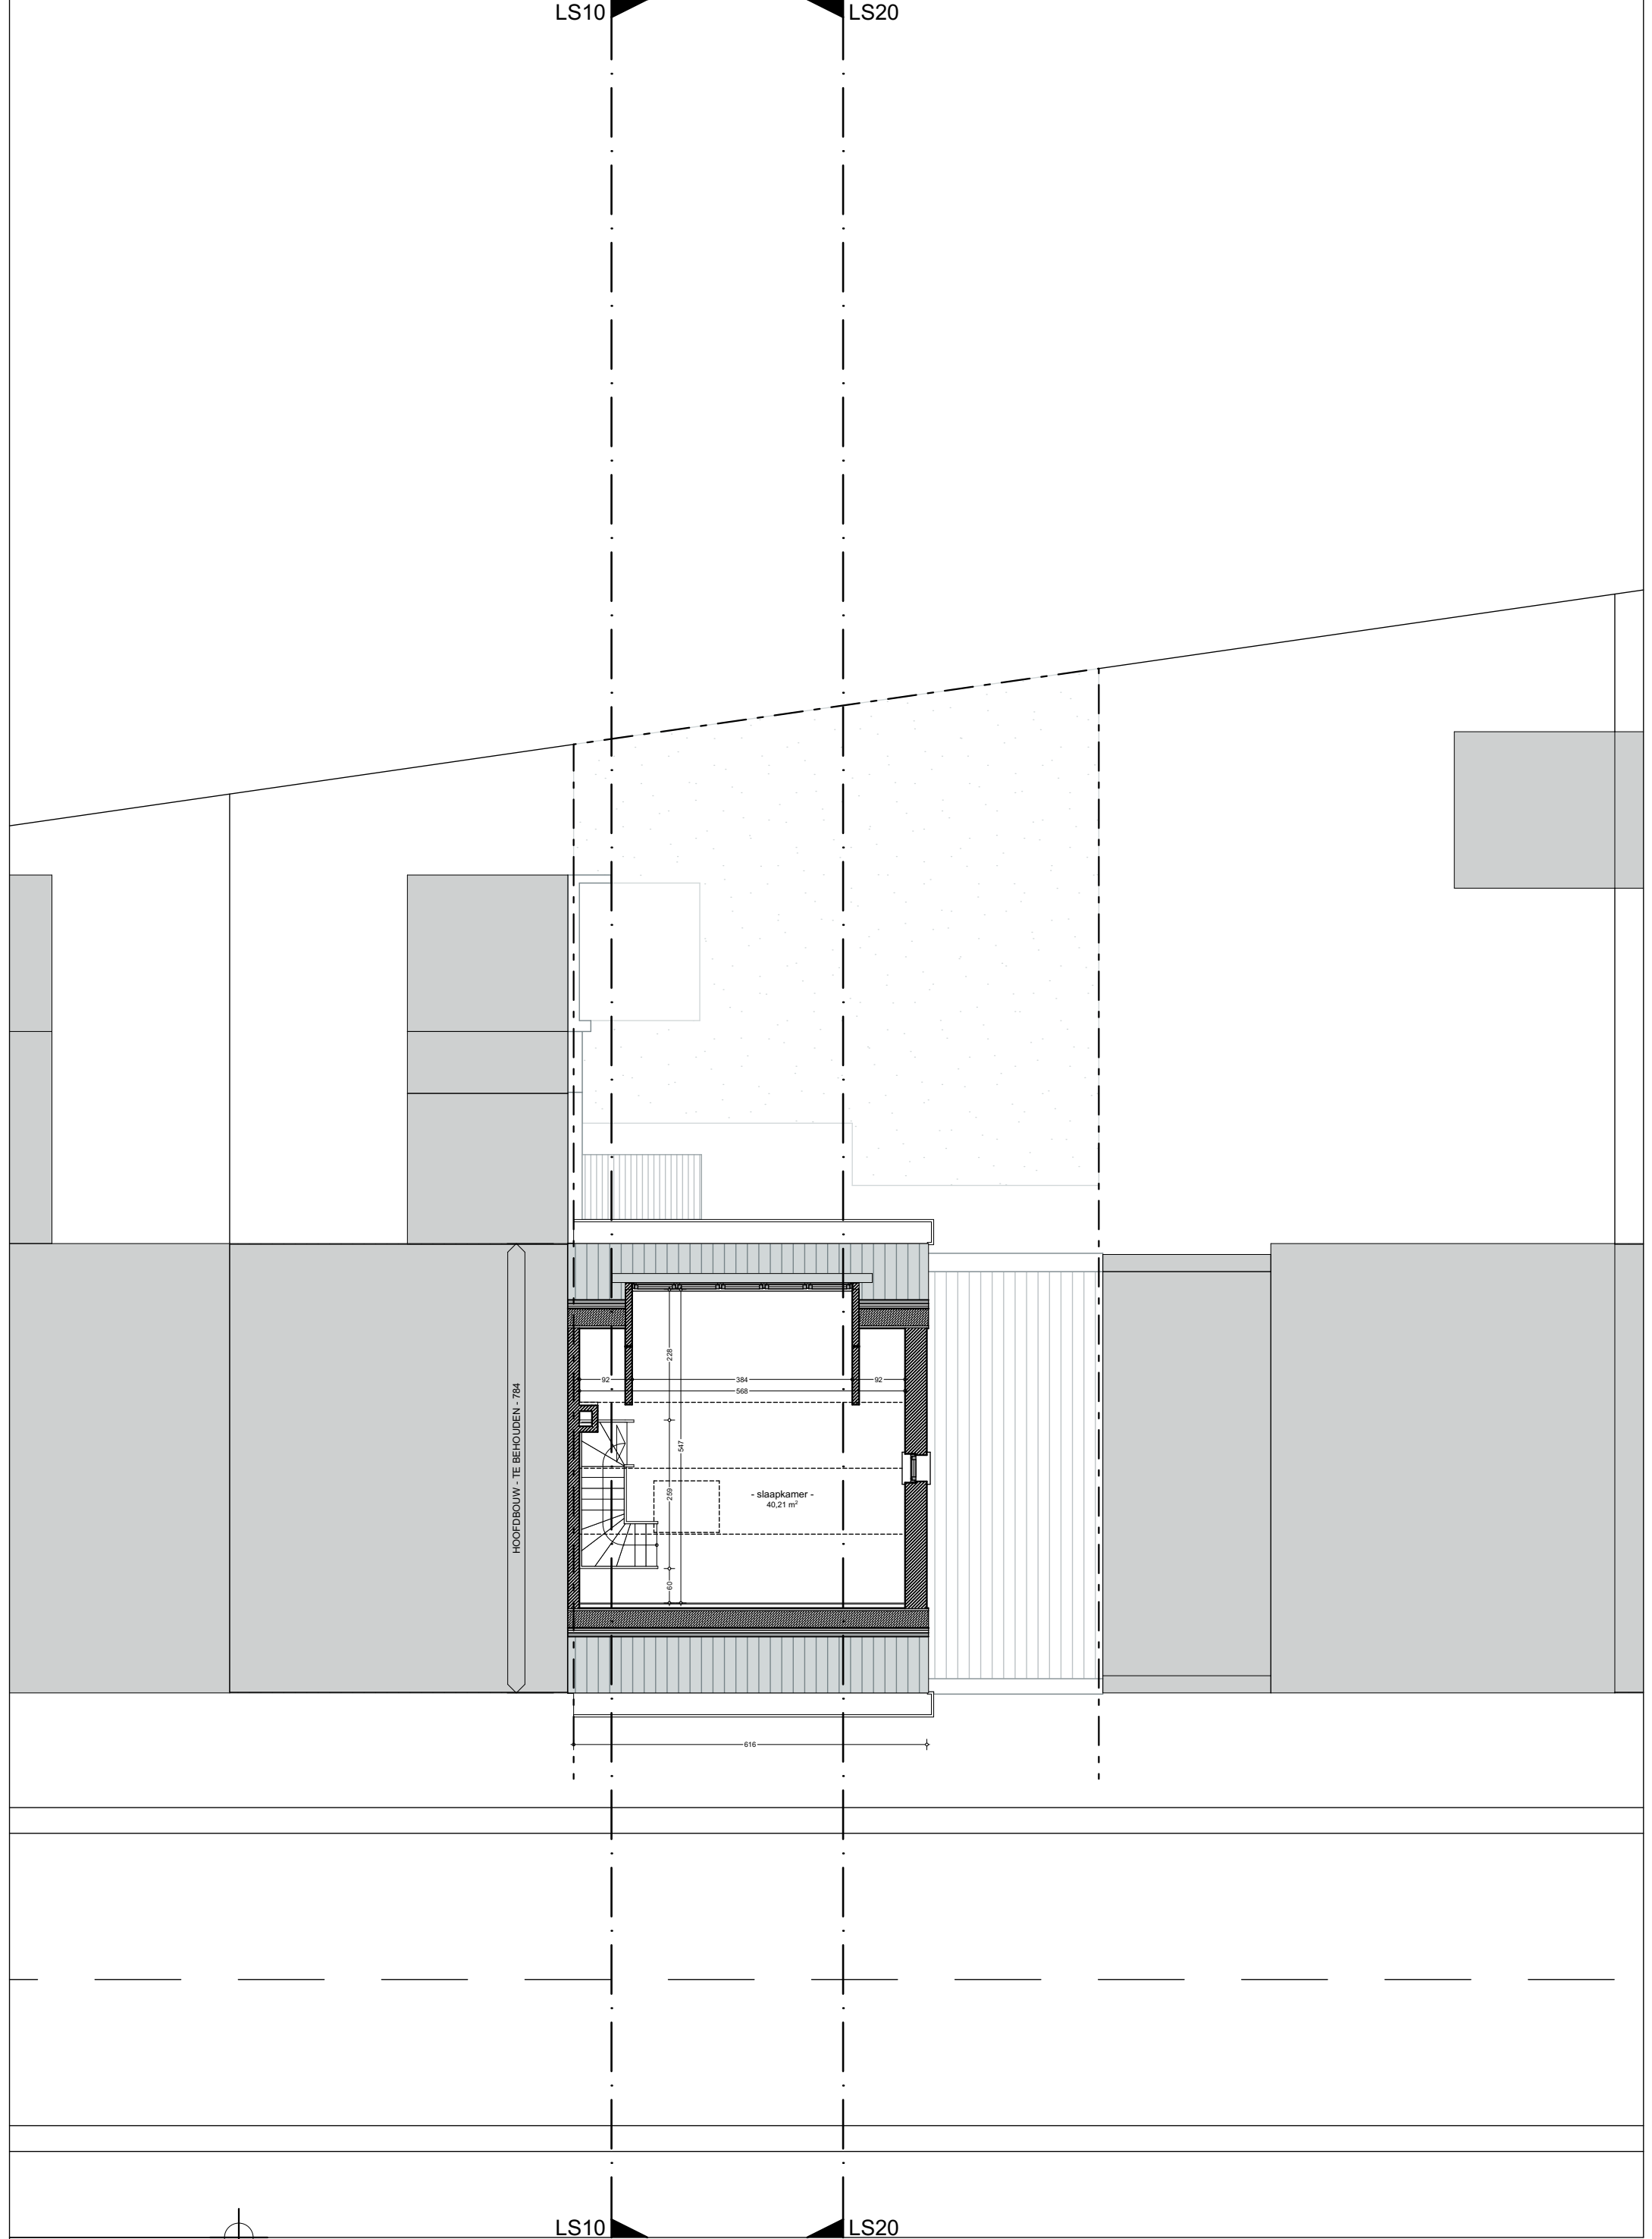 LS10
LS20
228
92
384
92
568
547
HOOFDBOUW - TE BEHOUDEN - 784
259
- slaapkamer -
40,21 m²
60
616
LS10
LS20